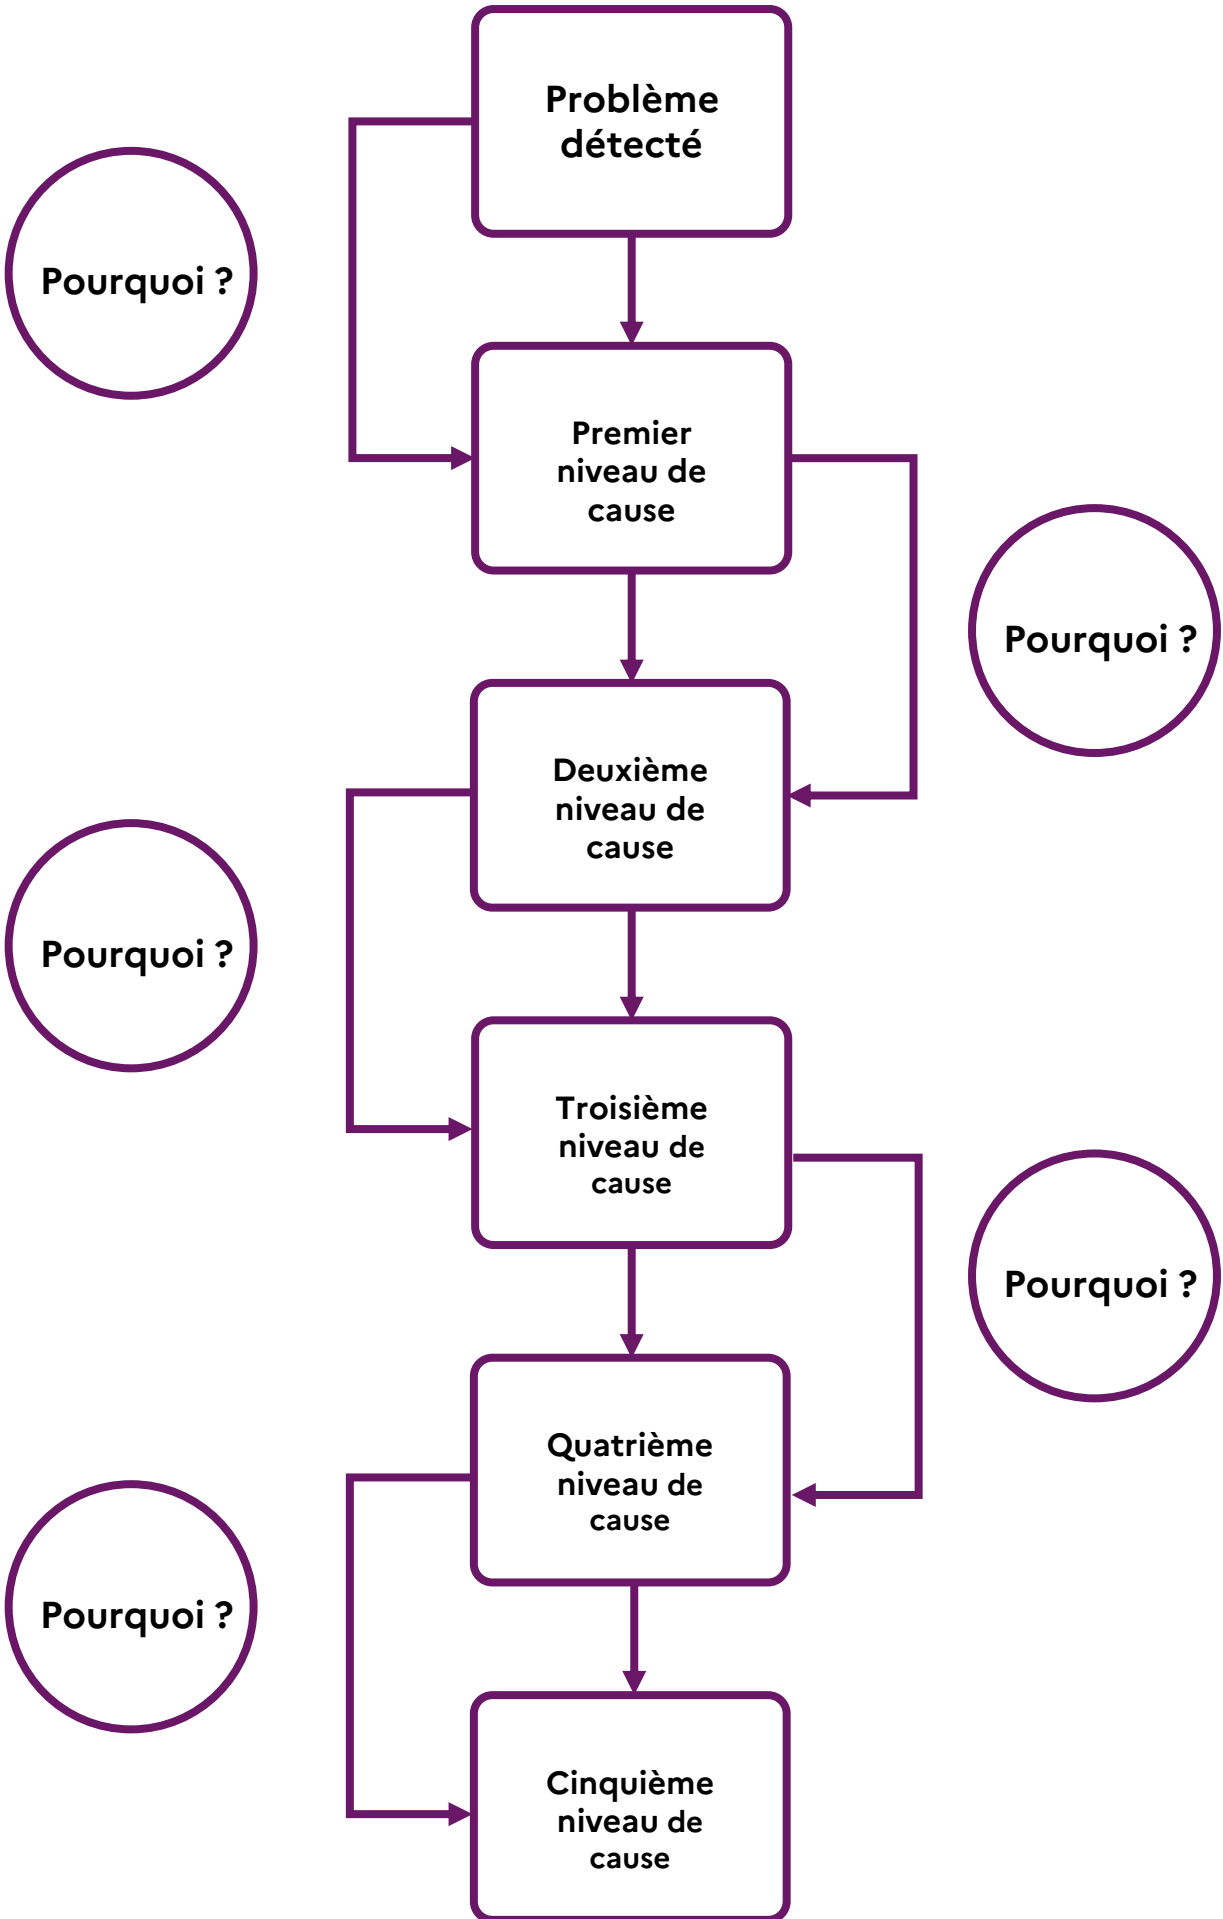 Problème
détecté
Pourquoi ?
Premier
niveau de
cause
Pourquoi ?
Deuxième
niveau de
cause
Pourquoi ?
Troisième
niveau de
cause
Pourquoi ?
Quatrième
niveau de
cause
Pourquoi ?
Cinquième
niveau de
cause